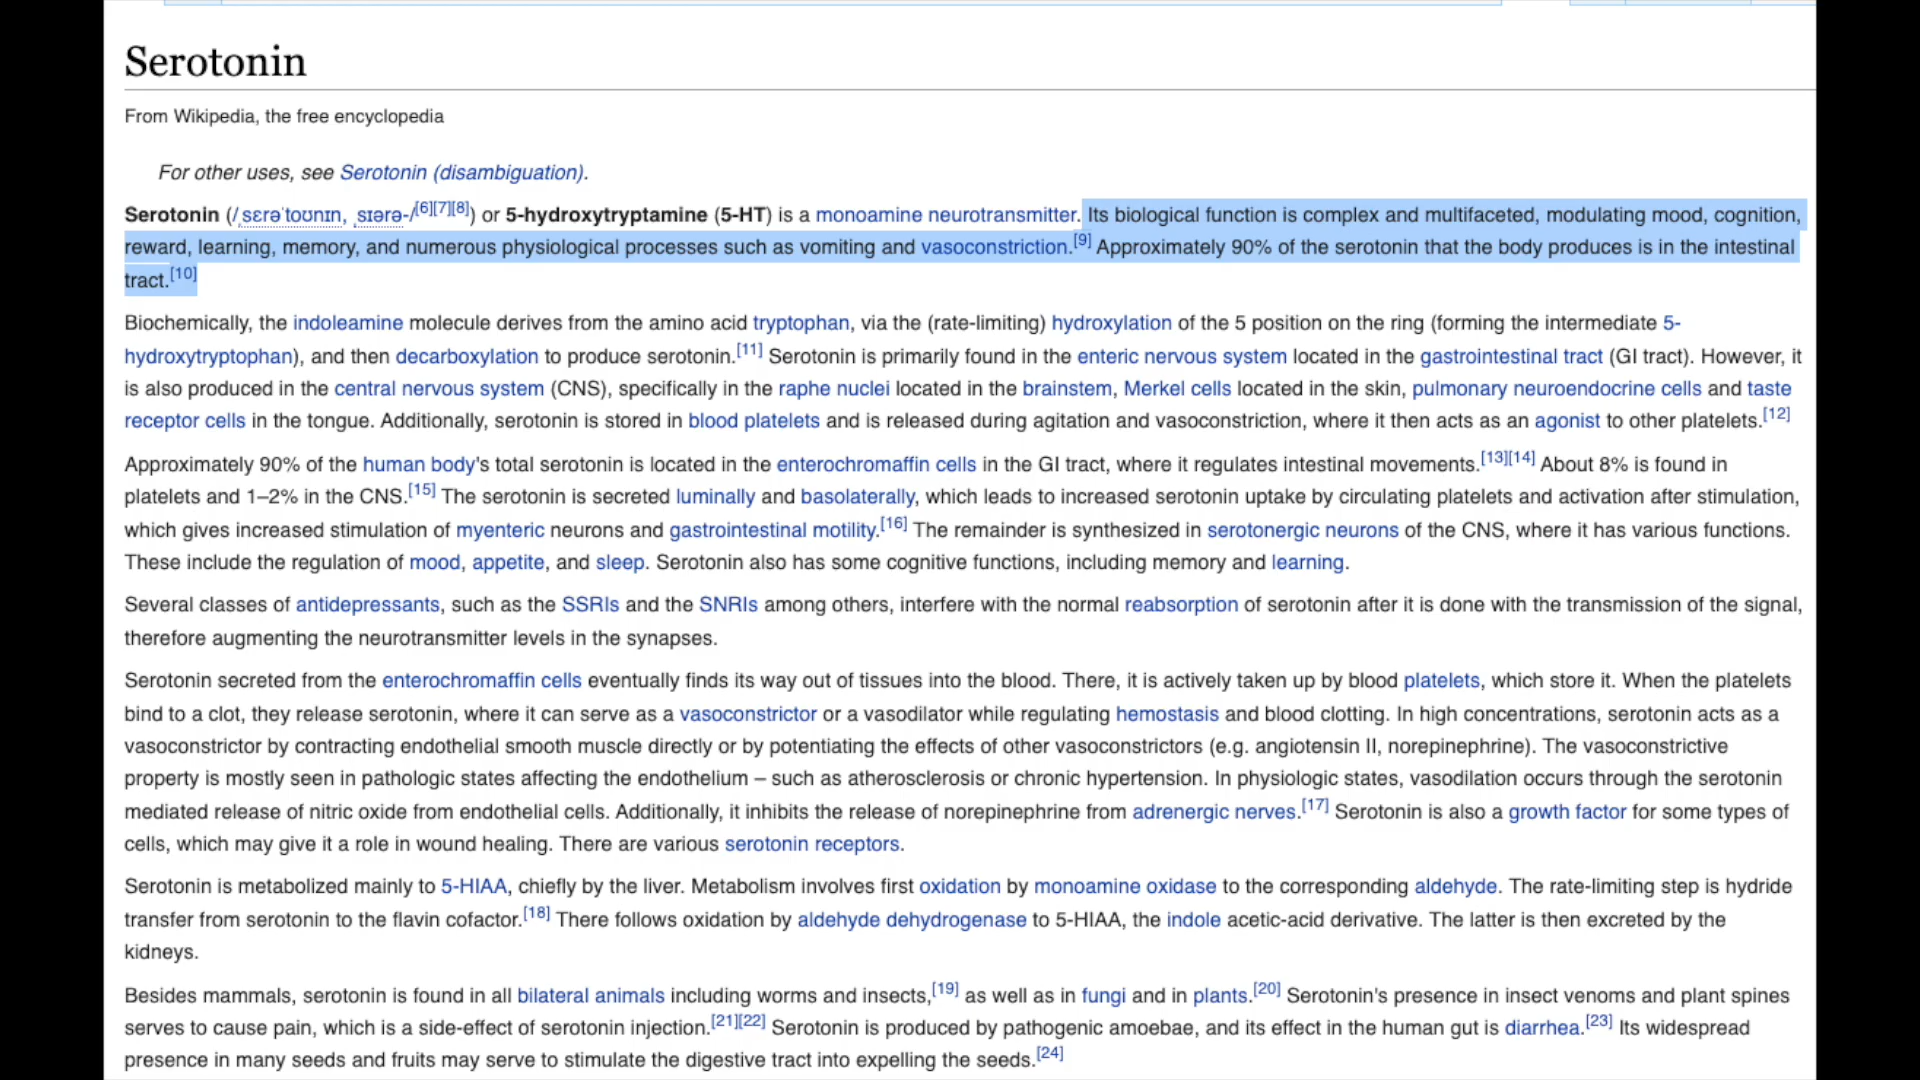 Serotonin
From Wikipedia, the free encyclopedia
For other uses, see Serotonin (disambiguation).
Serotonin (/ˌsɛrəˈtoʊnɪn, ˌsɪərə-/[6][7][8]) or 5-hydroxytryptamine (5-HT) is a monoamine neurotransmitter. Its biological function is complex and multifaceted, modulating mood, cognition,
reward, learning, memory, and numerous physiological processes such as vomiting and vasoconstriction.[9] Approximately 90% of the serotonin that the body produces is in the intestinal
tract.[10]
Biochemically, the indoleamine molecule derives from the amino acid tryptophan, via the (rate-limiting) hydroxylation of the 5 position on the ring (forming the intermediate 5-
hydroxytryptophan), and then decarboxylation to produce serotonin.[11] Serotonin is primarily found in the enteric nervous system located in the gastrointestinal tract (GI tract). However, it
is also produced in the central nervous system (CNS), specifically in the raphe nuclei located in the brainstem, Merkel cells located in the skin, pulmonary neuroendocrine cells and taste
receptor cells in the tongue. Additionally, serotonin is stored in blood platelets and is released during agitation and vasoconstriction, where it then acts as an agonist to other platelets.[12]
Approximately 90% of the human body's total serotonin is located in the enterochromaffin cells in the GI tract, where it regulates intestinal movements.[13][14] About 8% is found in
platelets and 1–2% in the CNS.[15] The serotonin is secreted luminally and basolaterally, which leads to increased serotonin uptake by circulating platelets and activation after stimulation,
which gives increased stimulation of myenteric neurons and gastrointestinal motility.[16] The remainder is synthesized in serotonergic neurons of the CNS, where it has various functions.
These include the regulation of mood, appetite, and sleep. Serotonin also has some cognitive functions, including memory and learning.
Several classes of antidepressants, such as the SSRIs and the SNRIs among others, interfere with the normal reabsorption of serotonin after it is done with the transmission of the signal,
therefore augmenting the neurotransmitter levels in the synapses.
Serotonin secreted from the enterochromaffin cells eventually finds its way out of tissues into the blood. There, it is actively taken up by blood platelets, which store it. When the platelets
bind to a clot, they release serotonin, where it can serve as a vasoconstrictor or a vasodilator while regulating hemostasis and blood clotting. In high concentrations, serotonin acts as a
vasoconstrictor by contracting endothelial smooth muscle directly or by potentiating the effects of other vasoconstrictors (e.g. angiotensin II, norepinephrine). The vasoconstrictive
property is mostly seen in pathologic states affecting the endothelium – such as atherosclerosis or chronic hypertension. In physiologic states, vasodilation occurs through the serotonin
mediated release of nitric oxide from endothelial cells. Additionally, it inhibits the release of norepinephrine from adrenergic nerves.[17] Serotonin is also a growth factor for some types of
cells, which may give it a role in wound healing. There are various serotonin receptors.
Serotonin is metabolized mainly to 5-HIAA, chiefly by the liver. Metabolism involves first oxidation by monoamine oxidase to the corresponding aldehyde. The rate-limiting step is hydride
transfer from serotonin to the flavin cofactor.[18] There follows oxidation by aldehyde dehydrogenase to 5-HIAA, the indole acetic-acid derivative. The latter is then excreted by the
kidneys.
Besides mammals, serotonin is found in all bilateral animals including worms and insects,[19] as well as in fungi and in plants.[20] Serotonin's presence in insect venoms and plant spines
serves to cause pain, which is a side-effect of serotonin injection.[21][22] Serotonin is produced by pathogenic amoebae, and its effect in the human gut is diarrhea.[23] Its widespread
presence in many seeds and fruits may serve to stimulate the digestive tract into expelling the seeds.[24]